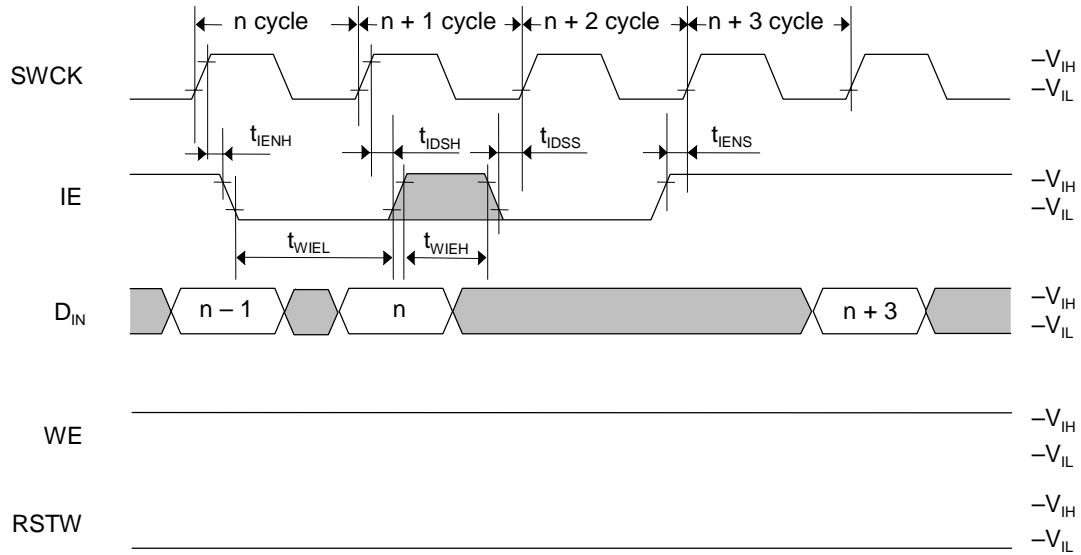 n cycle n + 1 cycle n + 2 cycle n + 3 cycle
SWCK
–VIH
–VIL
tIENH tIDSH tIDSS tIENS
IE
–VIH
–VIL
tWIEL tWIEH
DIN
n – 1 n n + 3
–VIH
–VIL
WE
–VIH
–VIL
RSTW
–VIH
–VIL